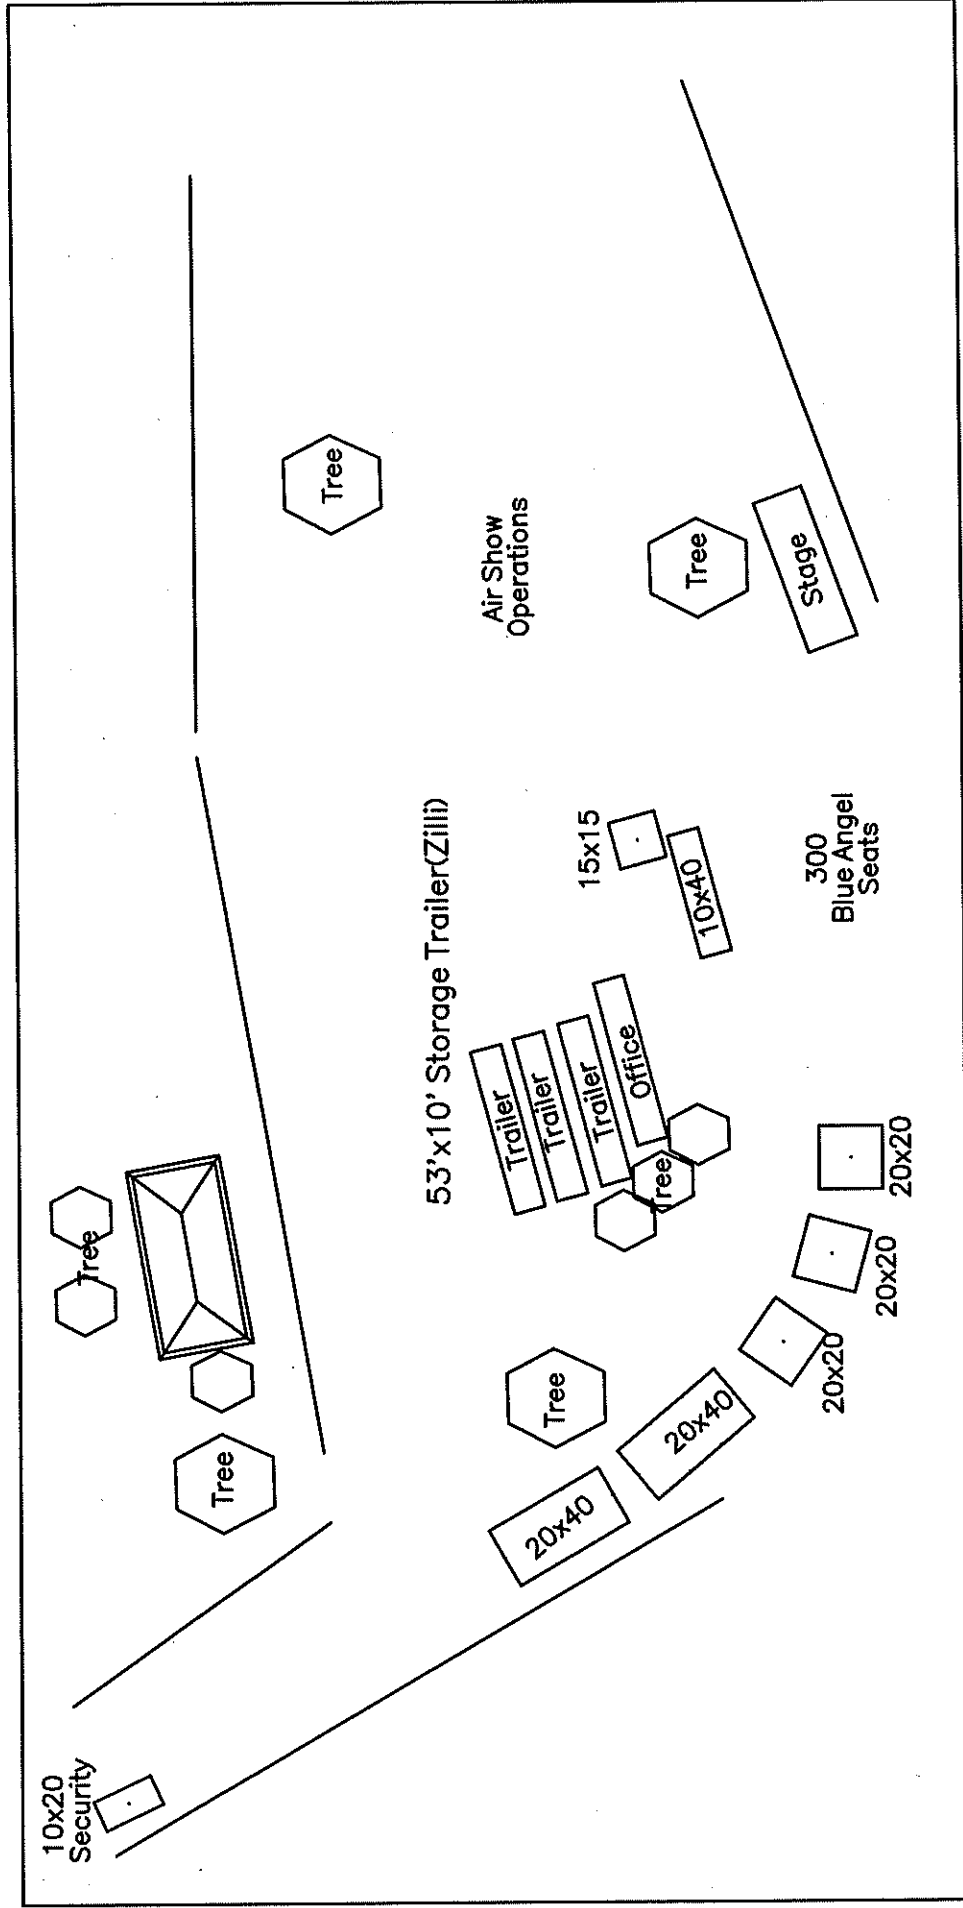 10x20
Security
Tree
Tree
20x40
20x40
Tree
20x20
20x20
20x20
53'x10' Storage Trailer(Zilli)
Trailer
Trailer
Trailer
Office
Tree
15x15
10x40
300
Blue Angel
Seats
Air Show
Operations
Tree
Tree
Stage